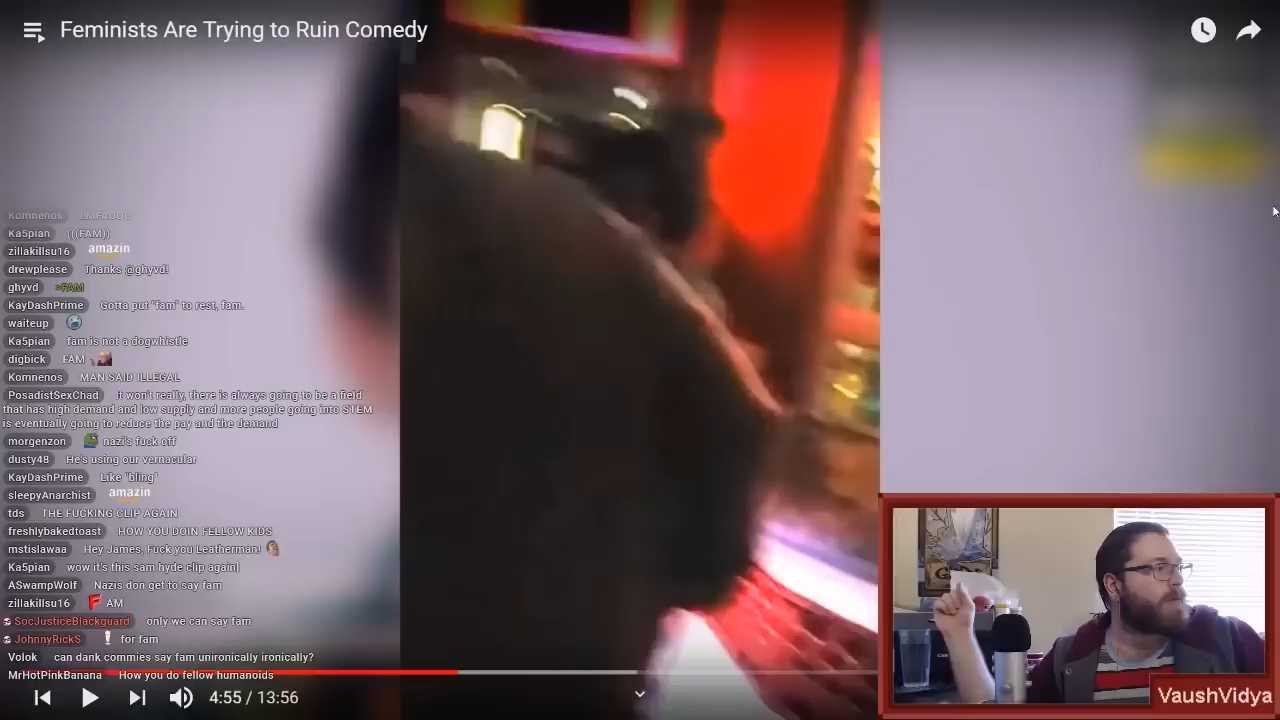 Feminists Are Trying to Ruin Comedy
Komnenos LMFAOOO
Ka5pian (((FAM))
zillakillsu16 amazin
drewplease Thanks @ghyvd!
ghyvd >FAM
KayDashPrime Gotta put "fam" to rest, fam.
waiteup
Ka5pian fam is not a dogwhistle
digbick FAM
Komnenos MAN SAID ILLEGAL
PosadistSexChad It won't really, there is always going to be a field
that has high demand and low supply and more people going into STEM
is eventually going to reduce the pay and the demand
morgenzon nazi's fuck off
dusty48 He's using our vernacular
KayDashPrime Like "bling"
sleepyAnarchist amazin
tds THE FUCKING CLIP AGAIN
freshlybakedtoast HOW YOU DOIN FELLOW KIDS
mstislawaa Hey James, Fuck you Leatherman!
Ka5pian wow it's this sam hyde clip again!
ASwampWolf Nazis don get to say fam
zillakillsu16 F AM
SocJusticeBlackguard only we can say fam
JohnnyRickS for fam
Volok can dank commies say fam unironically ironically?
MrHotPinkBanana How you do fellow humanoids
4:55 / 13:56
VaushVidya